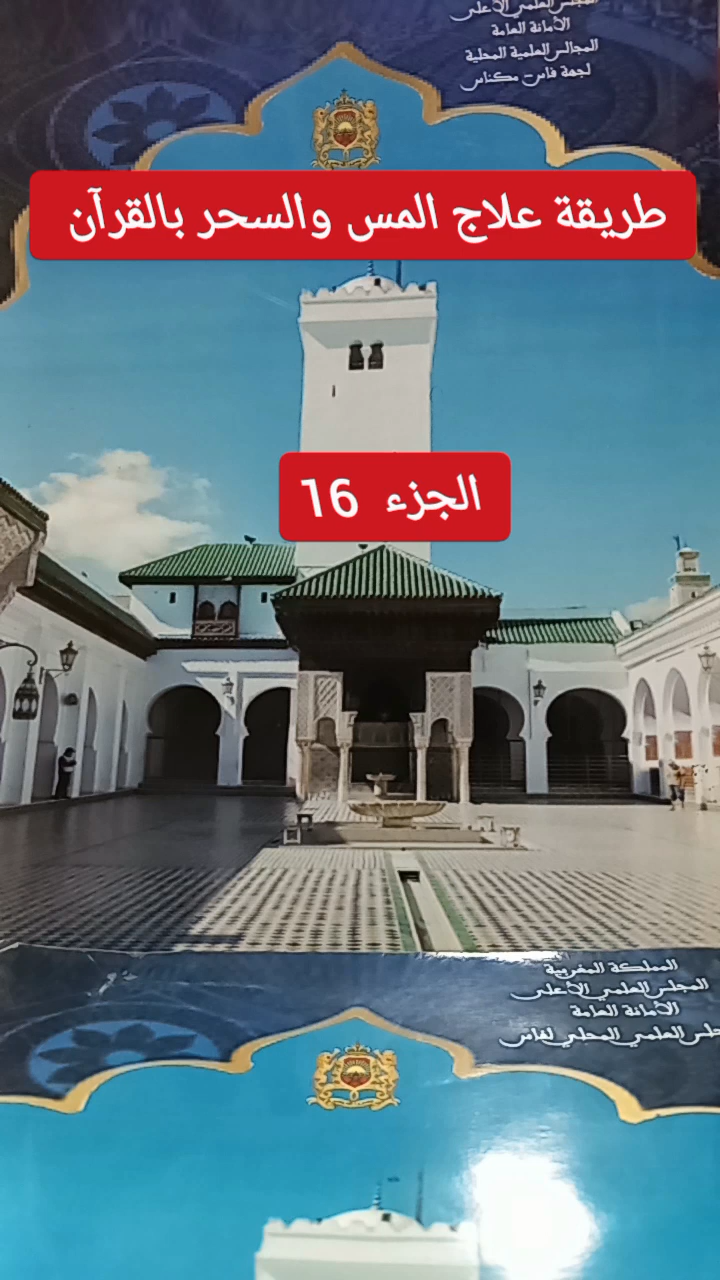 المجلس العلمي الأعلى
الأمانة العامة
المجالس العلمية المحلية
لجهة فاس - مكناس
طريقة علاج المس والسحر بالقرآن
الجزء 16
المملكة المغربية
المجلس العلمي الأعلى
الأمانة العامة
المجلس العلمي المحلي لفاس